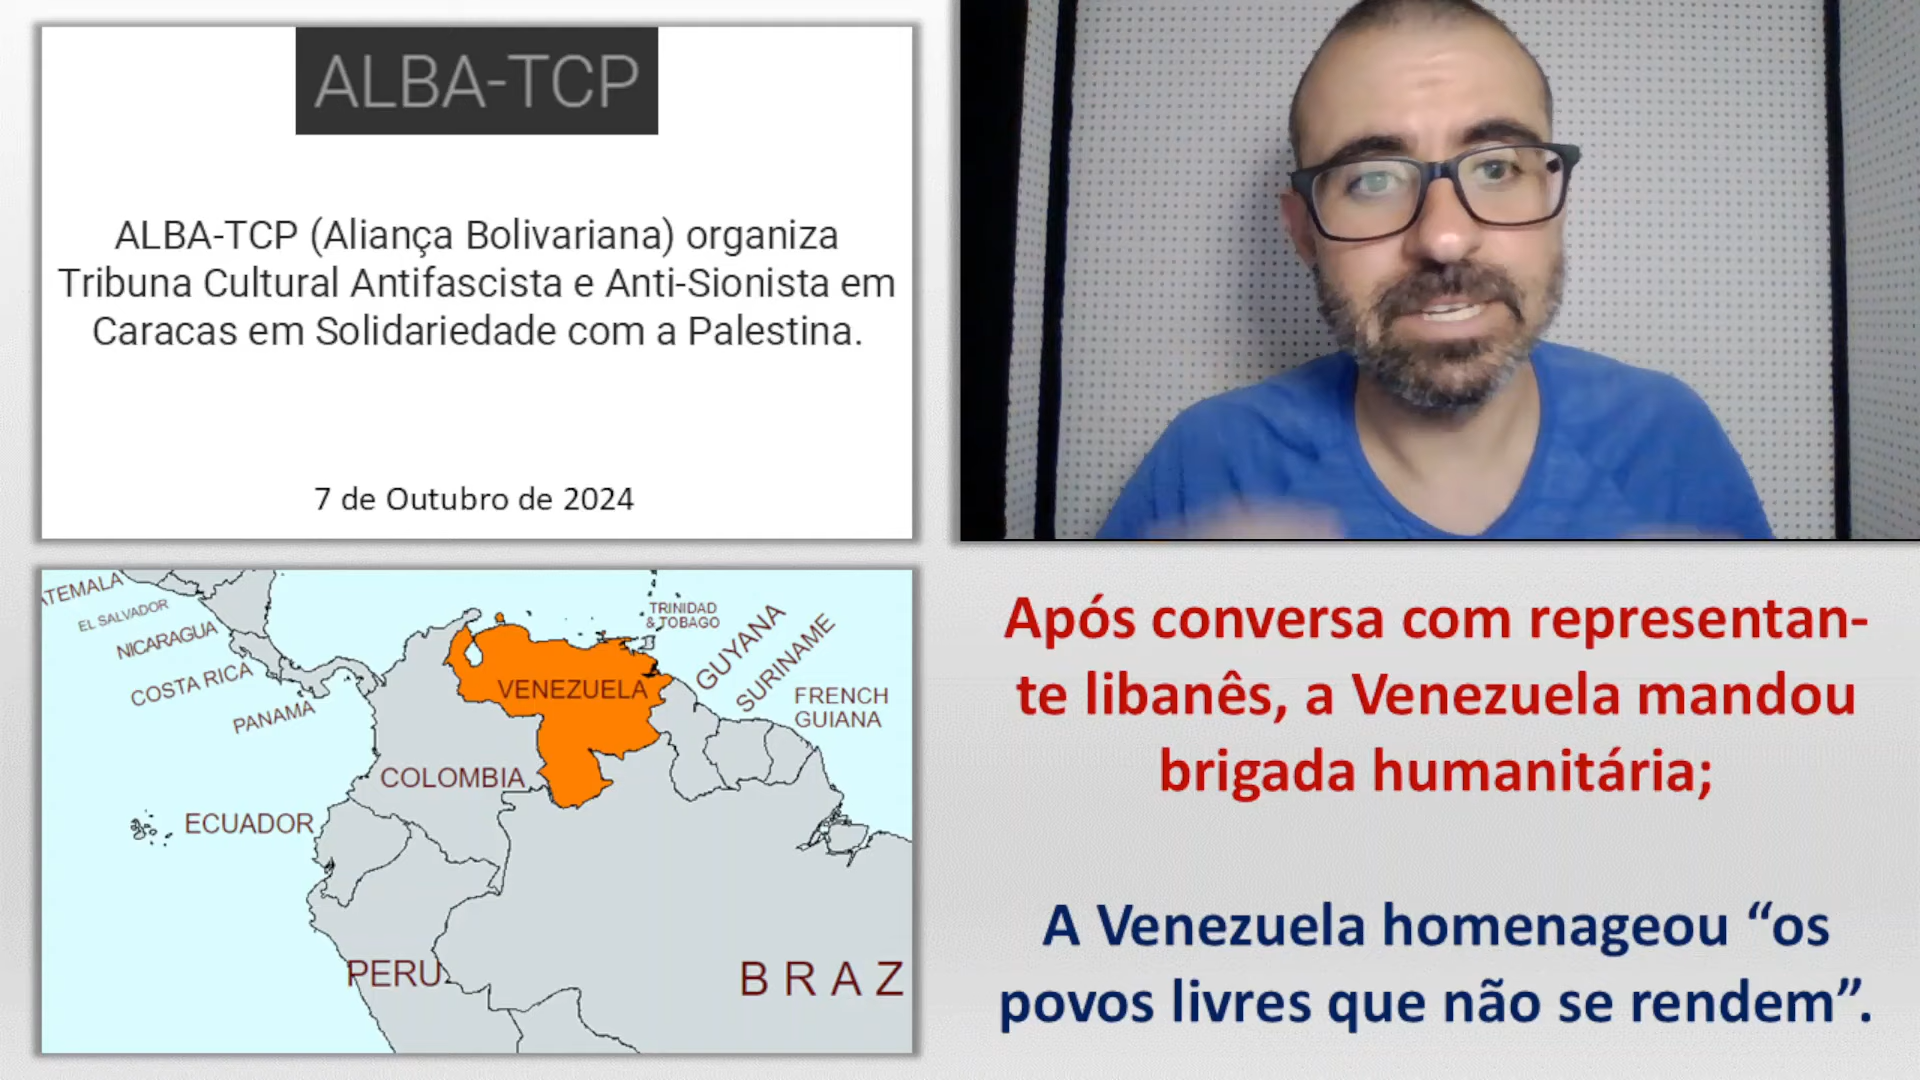 ALBA-TCP
ALBA-TCP (Aliança Bolivariana) organiza
Tribuna Cultural Antifascista e Anti-Sionista em
Caracas em Solidariedade com a Palestina.
7 de Outubro de 2024
ATEMALA
EL SALVADOR
NICARAGUA
COSTA RICA
PANAMA
TRINIDAD
& TOBAGO
GUYANA
SURINAME
FRENCH
GUIANA
VENEZUELA
COLOMBIA
ECUADOR
PERU
BRAZ
Após conversa com representan-
te libanês, a Venezuela mandou
brigada humanitária;
A Venezuela homenageou “os
povos livres que não se rendem”.